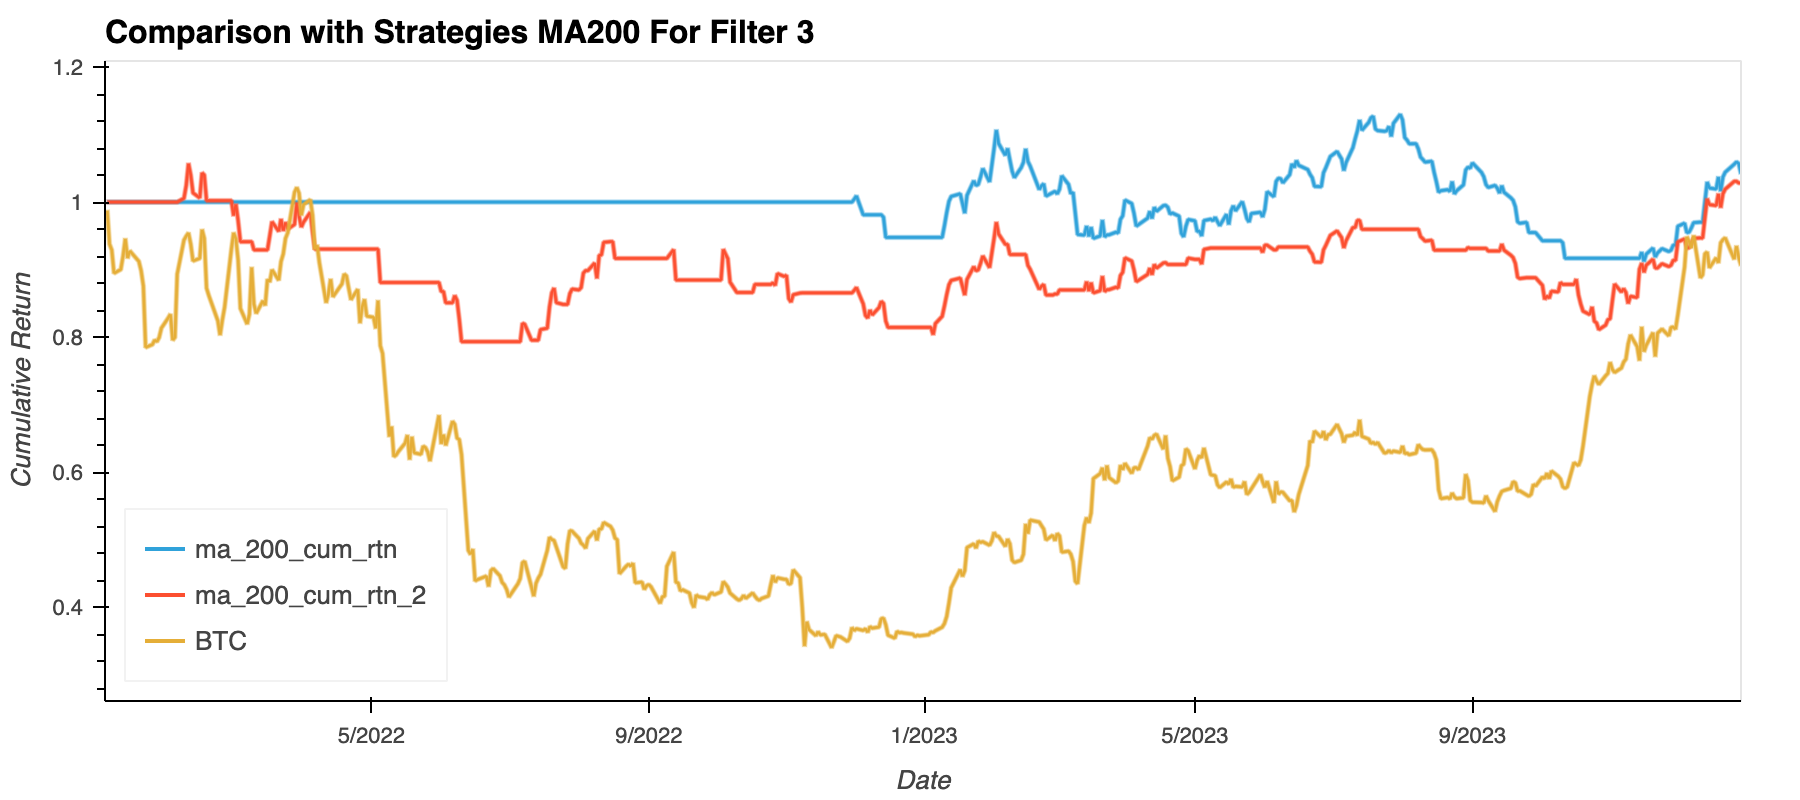 Comparison with Strategies MA200 For Filter 3
1.2
1
0.8
0.6
0.4
Cumulative Return
ma_200_cum_rtn
ma_200_cum_rtn_2
BTC
5/2022
9/2022
1/2023
5/2023
9/2023
Date